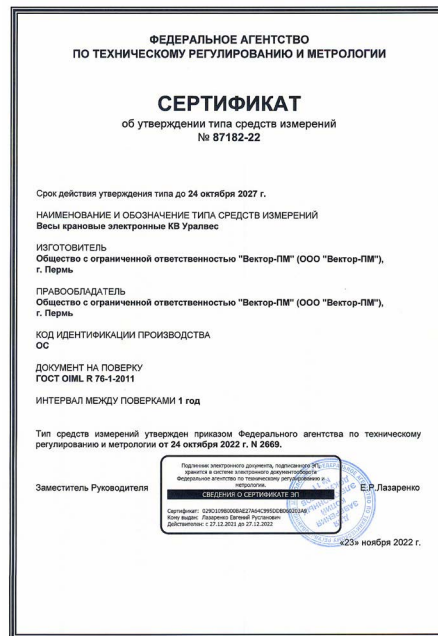 ФЕДЕРАЛЬНОЕ АГЕНТСТВО
ПО ТЕХНИЧЕСКОМУ РЕГУЛИРОВАНИЮ И МЕТРОЛОГИИ
СЕРТИФИКАТ
об утверждении типа средств измерений
№ 87182-22
Срок действия утверждения типа до 24 октября 2027 г.
НАИМЕНОВАНИЕ И ОБОЗНАЧЕНИЕ ТИПА СРЕДСТВ ИЗМЕРЕНИЙ
Весы крановые электронные КВ Уралвес
ИЗГОТОВИТЕЛЬ
Общество с ограниченной ответственностью "Вектор-ПМ" (ООО "Вектор-ПМ"),
г. Пермь
ПРАВООБЛАДАТЕЛЬ
Общество с ограниченной ответственностью "Вектор-ПМ" (ООО "Вектор-ПМ"),
г. Пермь
КОД ИДЕНТИФИКАЦИИ ПРОИЗВОДСТВА
ОС
ДОКУМЕНТ НА ПОВЕРКУ
ГОСТ OIML R 76-1-2011
ИНТЕРВАЛ МЕЖДУ ПОВЕРКАМИ 1 год
Тип средств измерений утвержден приказом Федерального агентства по техническому
регулированию и метрологии от 24 октября 2022 г. N 2669.
Заместитель Руководителя
Подлинник электронного документа, подписанного ЭП,
хранится в системе электронного документооборота
Федеральное агентство по техническому регулированию и
метрологии.
СВЕДЕНИЯ О СЕРТИФИКАТЕ ЭП
Сертификат:
Кому выдан: Лазаренко Евгений Русланович
Действителен: с 27.12.2021 до 27.12.2022
Е.Р.Лазаренко
«23» ноября 2022 г.